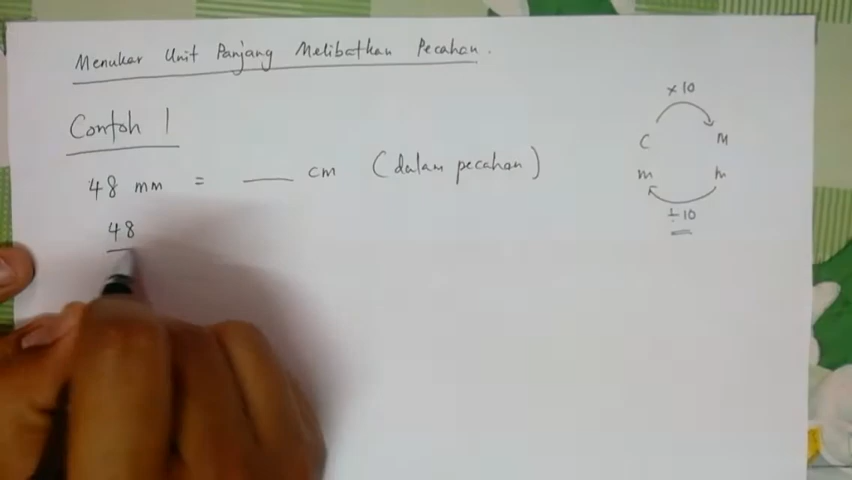 Menukar Unit Panjang Melibatkan Pecahan.
Contoh 1
48 mm = ___ cm (dalam pecahan)
48
× 10
C M
m m
÷ 10